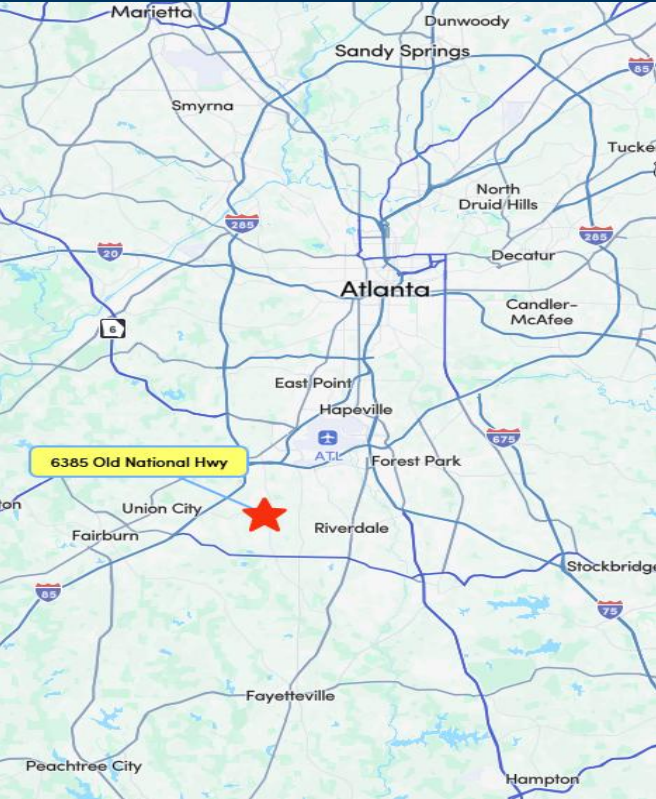 Marietta
Dunwoody
Sandy Springs
85
Smyrna
Tucke
North
Druid Hills
285
285
20
Decatur
Atlanta
Candler-
McAfee
6
East Point
Hapeville
675
ATL
6385 Old National Hwy
Forest Park
ton
Union City
Riverdale
Fairburn
Stockbridge
85
75
Fayetteville
Peachtree City
Hampton